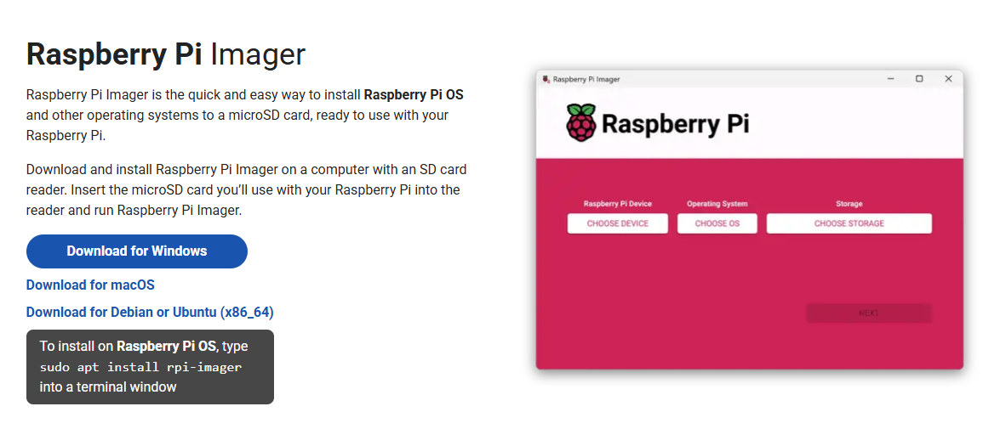 Raspberry Pi Imager
Raspberry Pi Imager is the quick and easy way to install Raspberry Pi OS
and other operating systems to a microSD card, ready to use with your
Raspberry Pi.
Download and install Raspberry Pi Imager on a computer with an SD card
reader. Insert the microSD card you’ll use with your Raspberry Pi into the
reader and run Raspberry Pi Imager.
Download for Windows
Download for macOS
Download for Debian or Ubuntu (x86_64)
To install on Raspberry Pi OS, type
sudo apt install rpi-imager
into a terminal window
Raspberry Pi Imager
Raspberry Pi
Raspberry Pi Device
Operating System
Storage
CHOOSE DEVICE
CHOOSE OS
CHOOSE STORAGE
NEXT